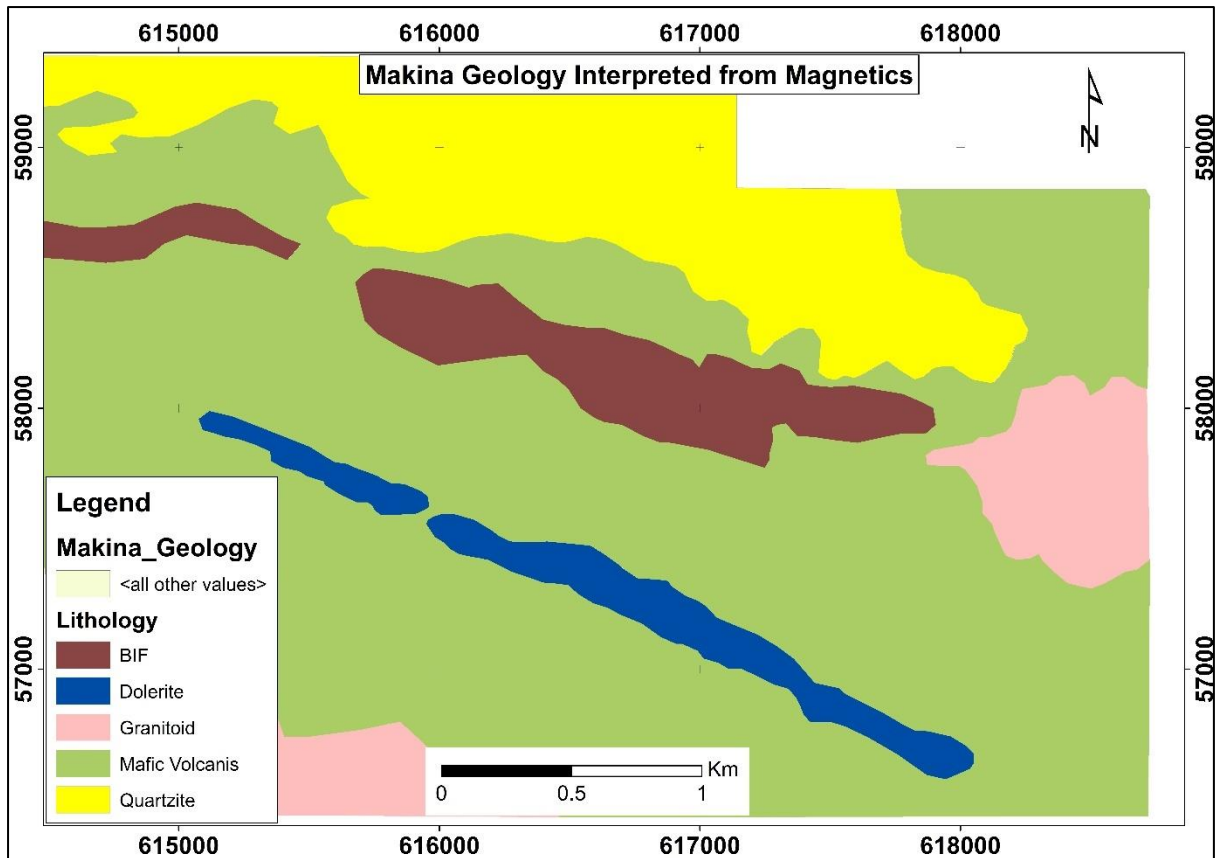 615000 616000 617000 618000
Makina Geology Interpreted from Magnetics
N
59000 59000
58000 58000
57000 57000
Legend
Makina_Geology
<all other values>
Lithology
BIF
Dolerite
Granitoid
Mafic Volcanis
Quartzite
Km
0 0.5 1
615000 616000 617000 618000